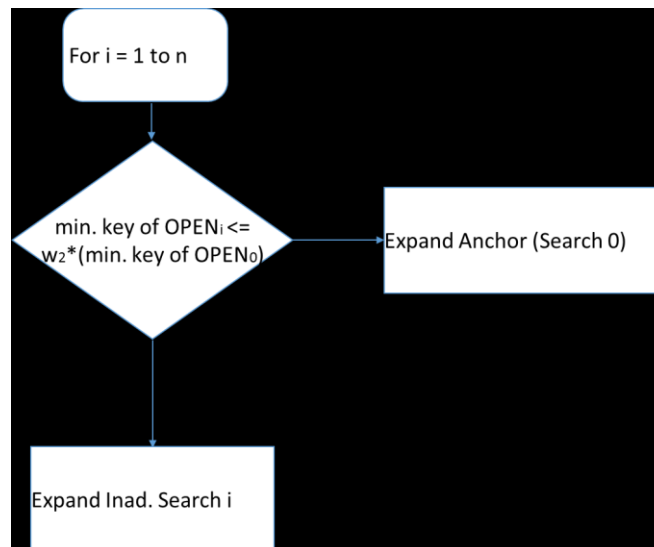 For i = 1 to n
min. key of OPENᵢ <=
w₂*(min. key of OPEN₀)
Expand Anchor (Search 0)
Expand Inad. Search i